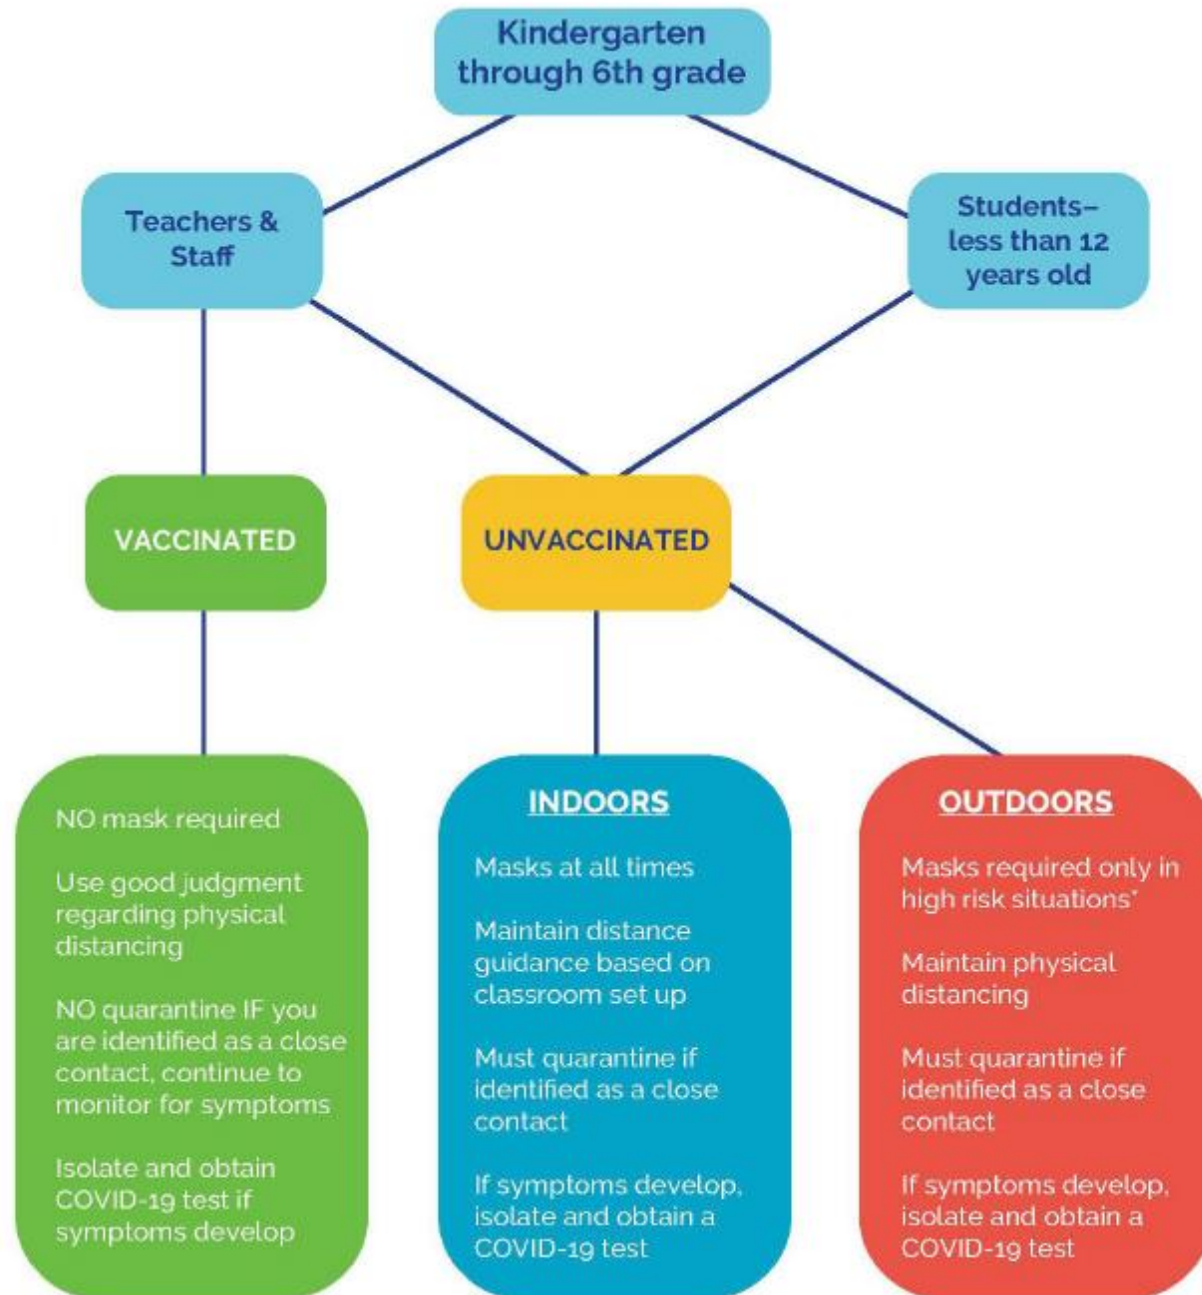 Kindergarten
through 6th grade
Teachers &
Staff
Students–
less than 12
years old
VACCINATED
UNVACCINATED
NO mask required
Use good judgment
regarding physical
distancing
NO quarantine IF you
are identified as a close
contact, continue to
monitor for symptoms
Isolate and obtain
COVID-19 test if
symptoms develop
INDOORS
Masks at all times
Maintain distance
guidance based on
classroom set up
Must quarantine if
identified as a close
contact
If symptoms develop,
isolate and obtain a
COVID-19 test
OUTDOORS
Masks required only in
high risk situations*
Maintain physical
distancing
Must quarantine if
identified as a close
contact
If symptoms develop,
isolate and obtain a
COVID-19 test